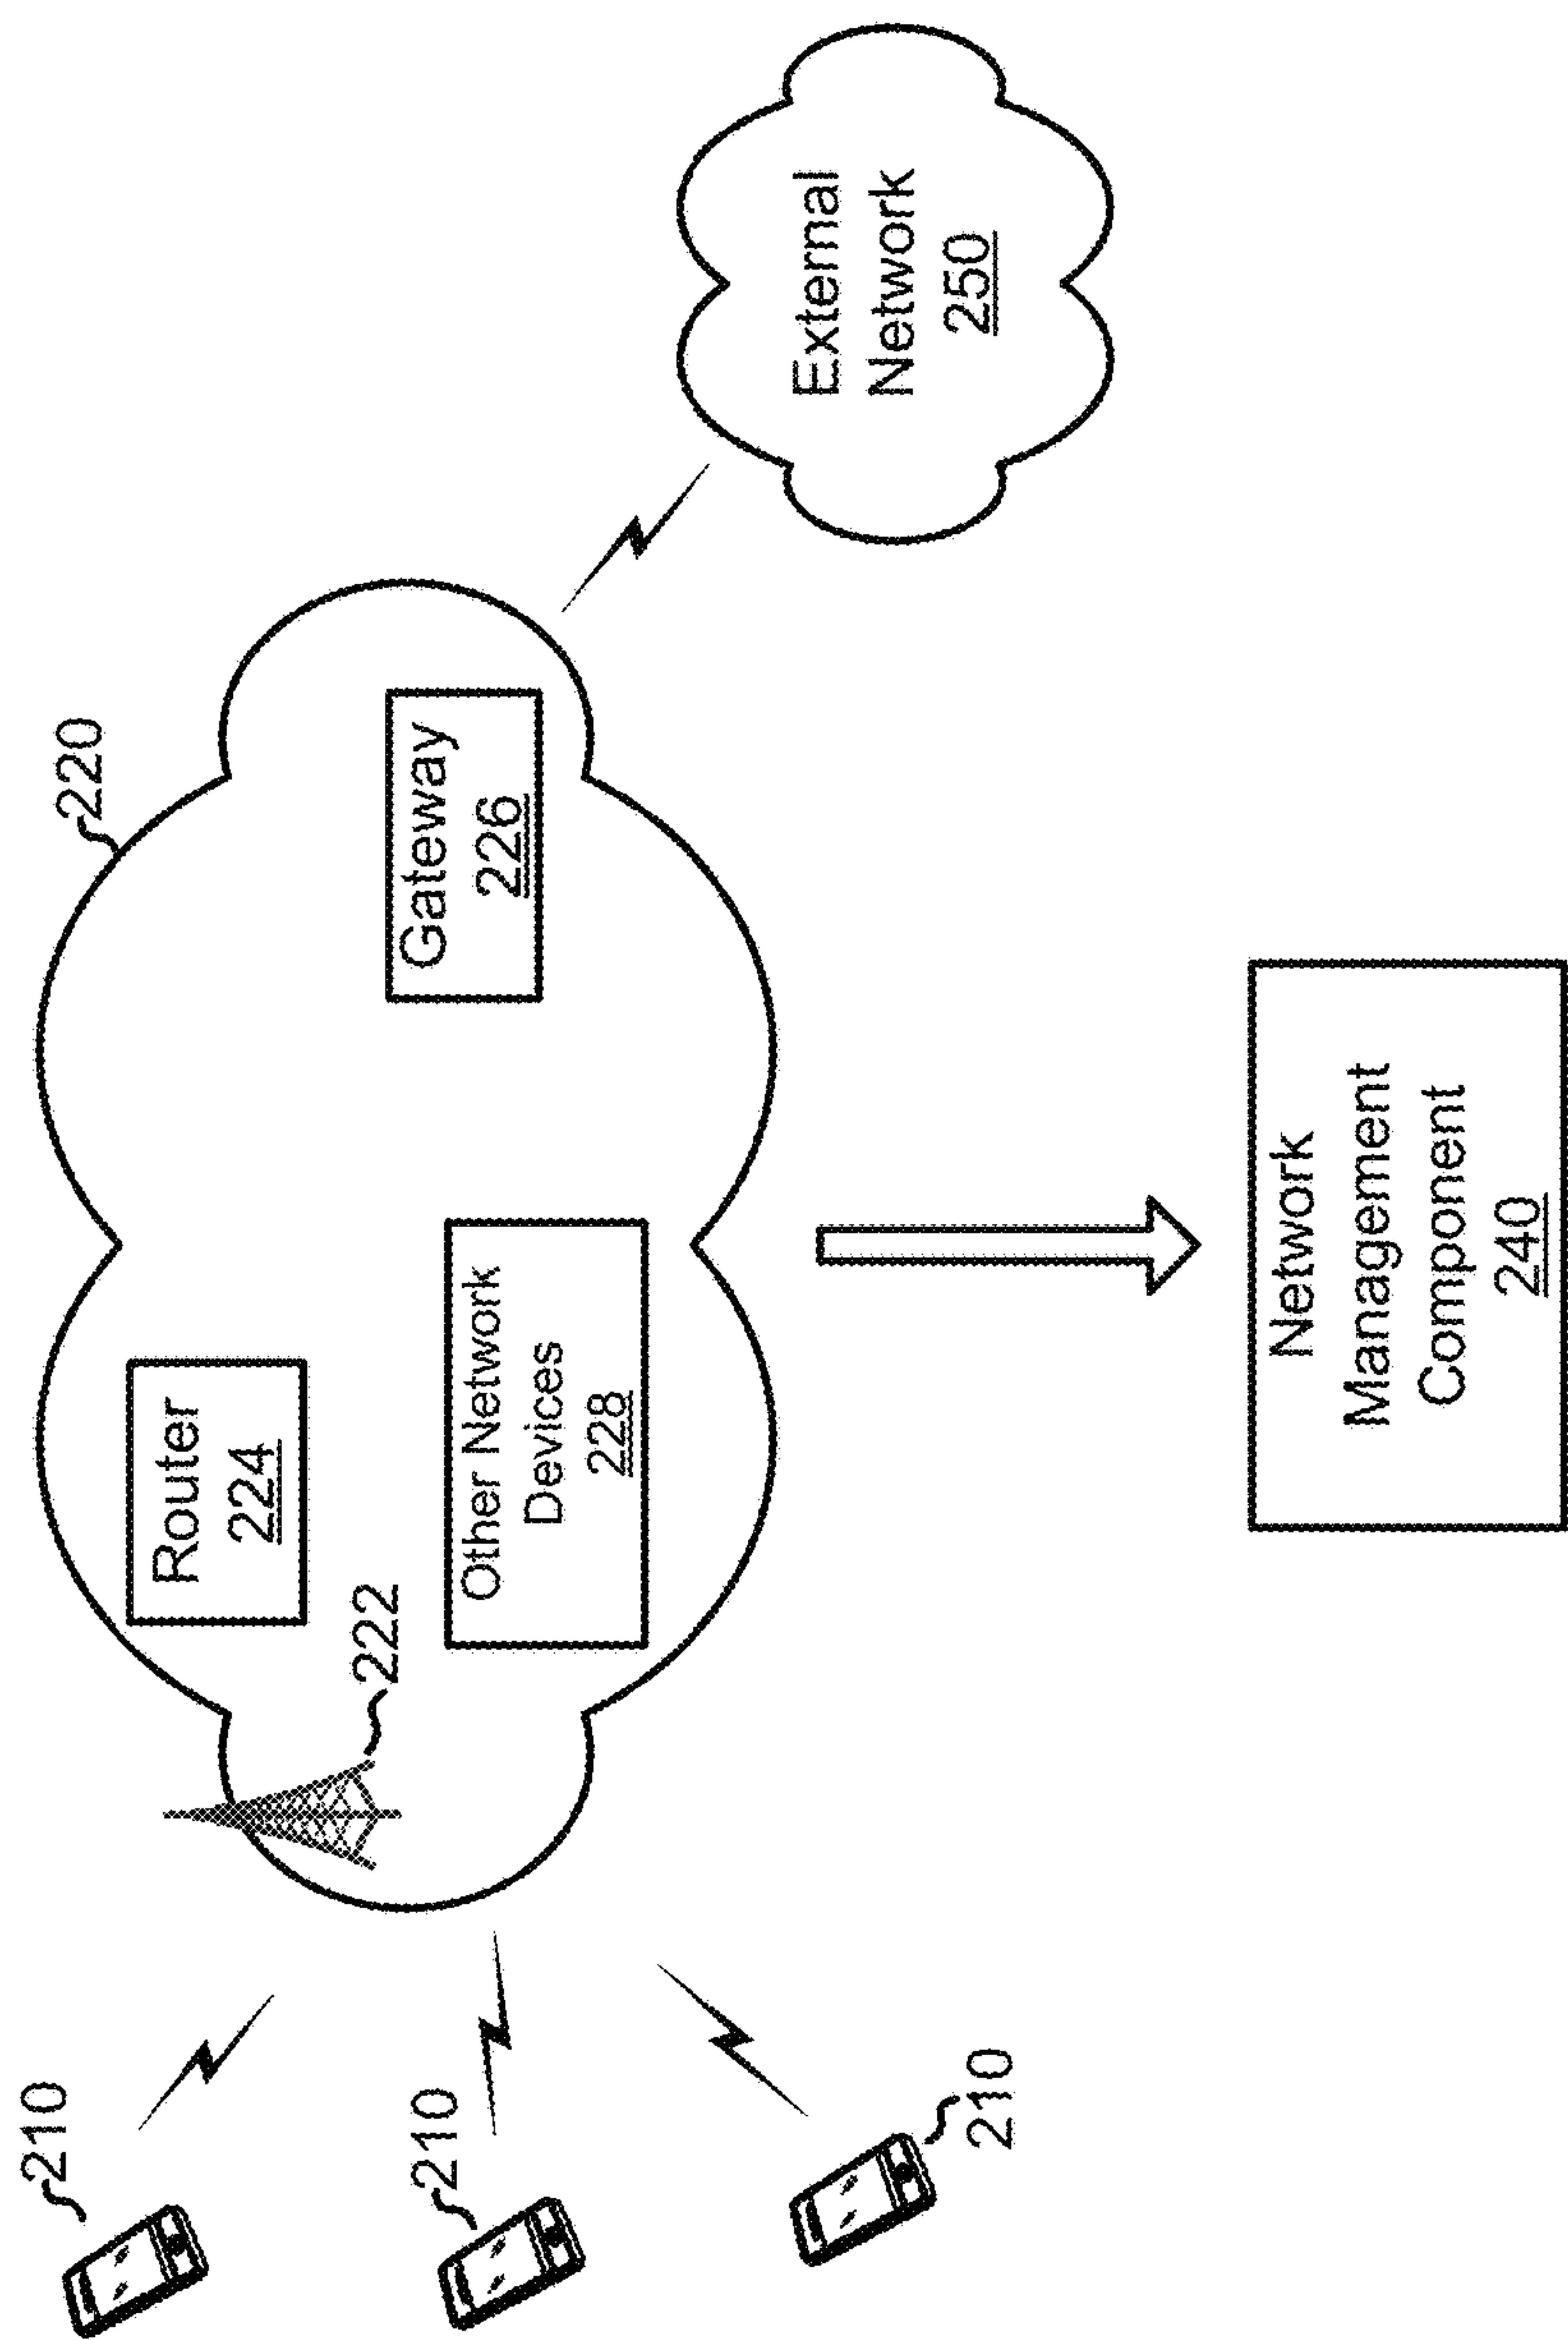 210
210
210
220
222
Router
224
Other Network
Devices
228
Gateway
226
External
Network
250
Network
Management
Component
240